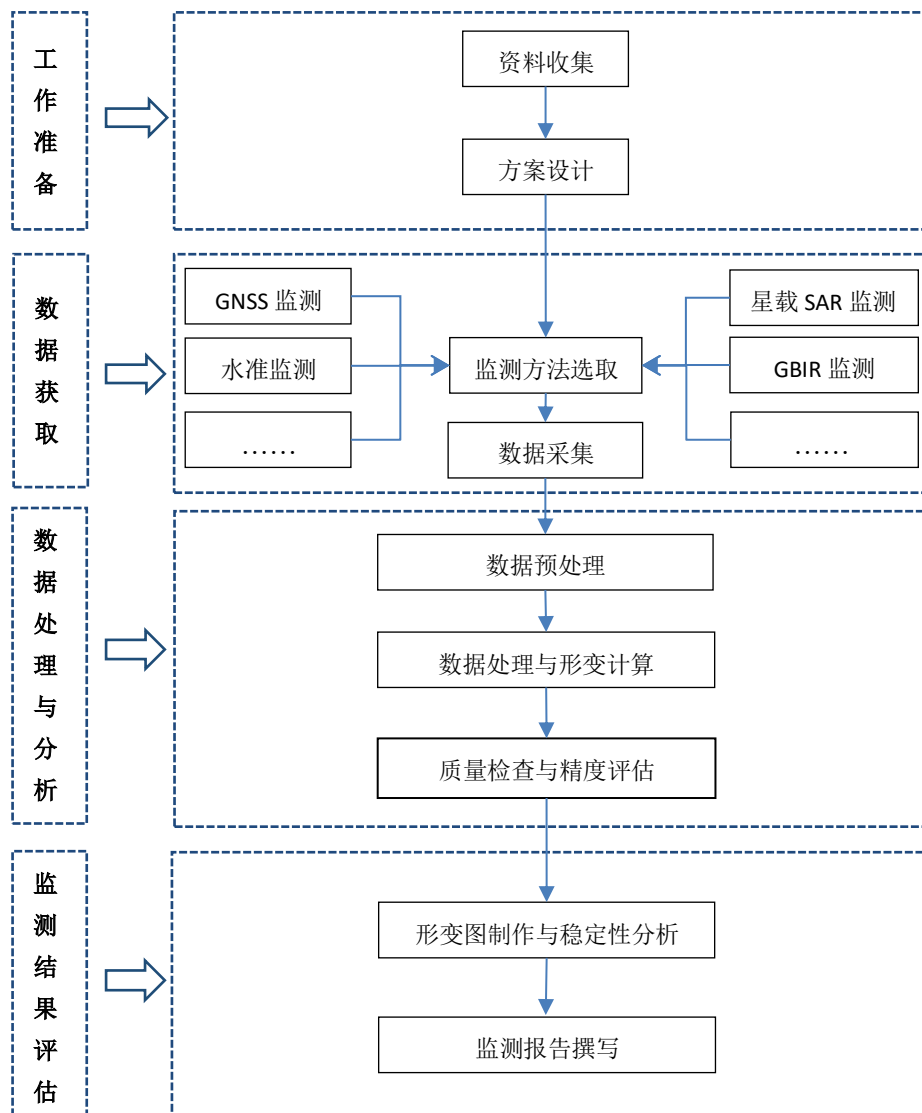 工作准备
资料收集
方案设计
数据获取
GNSS 监测
水准监测
……
监测方法选取
数据采集
星载 SAR 监测
GBIR 监测
……
数据处理与分析
数据预处理
数据处理与形变计算
质量检查与精度评估
监测结果评估
形变图制作与稳定性分析
监测报告撰写